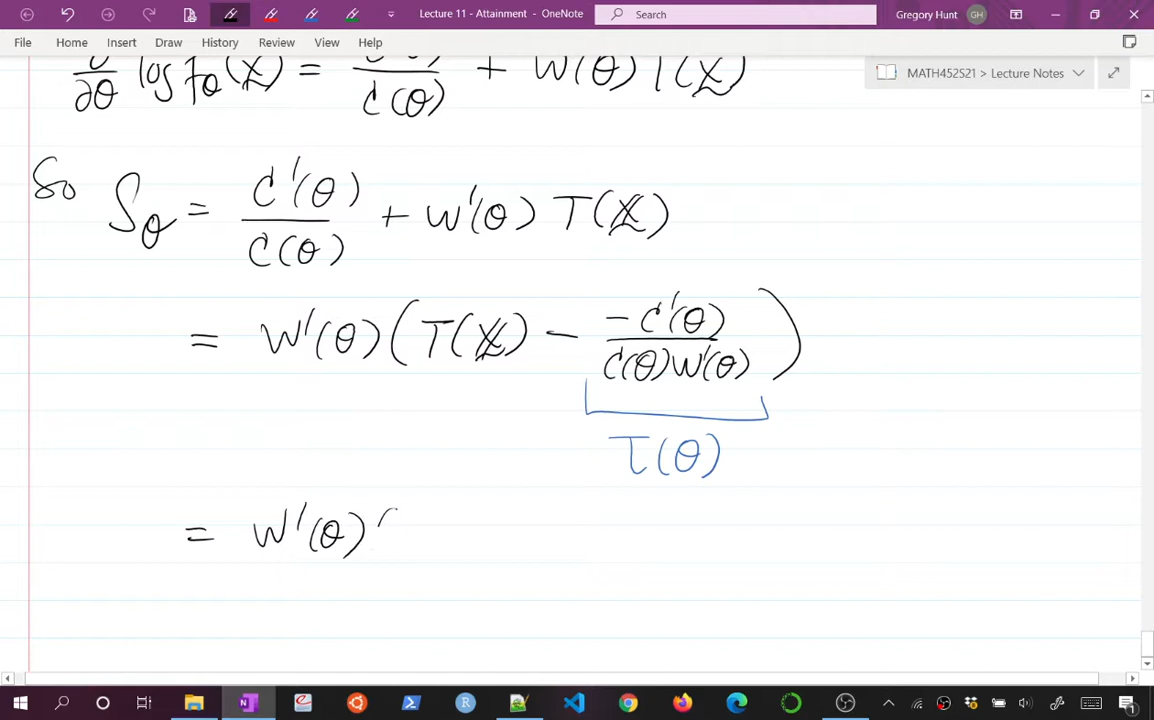 Lecture 11 - Attainment - OneNote
Search
Gregory Hunt GH
File Home Insert Draw History Review View Help
MATH452S21 > Lecture Notes
∂/∂θ log f_θ(x) = c'(θ)/c(θ) + w'(θ) T(x)
So S_θ = c'(θ)/c(θ) + w'(θ) T(X)
= w'(θ) ( T(X) - -c'(θ)/c(θ)w'(θ) )
τ(θ)
= w'(θ) (